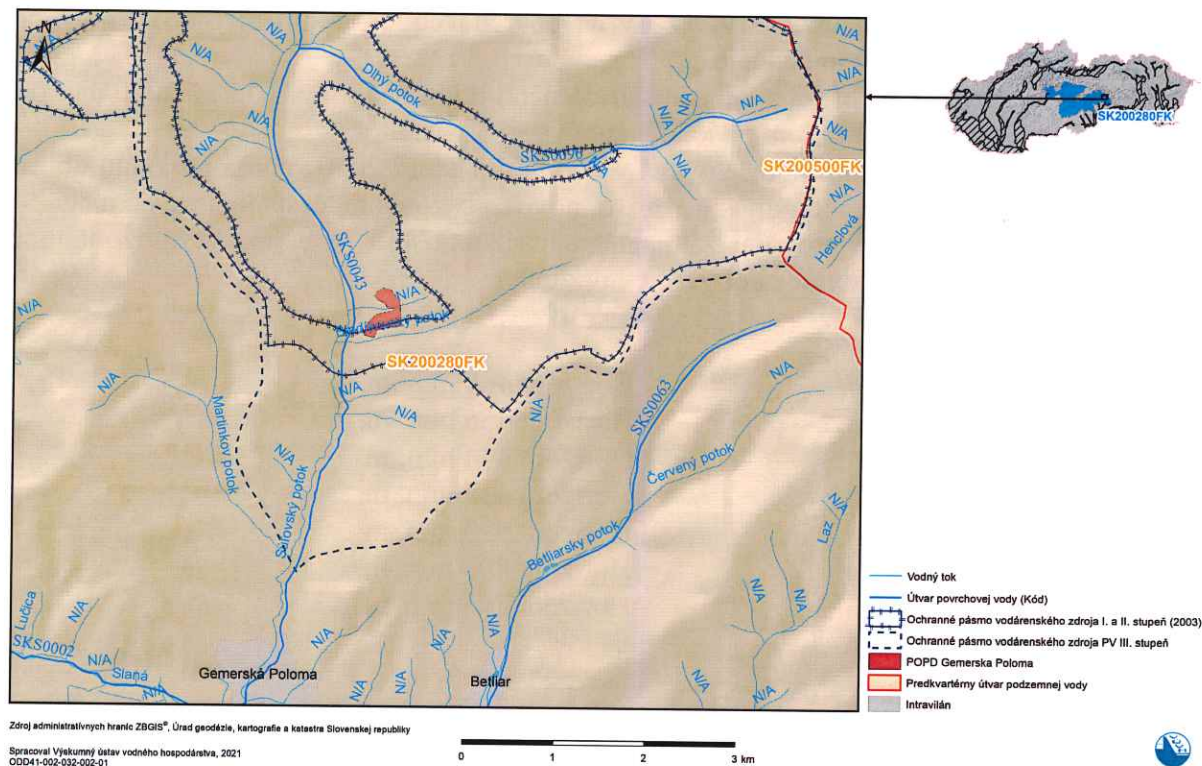 N/A
N/A
N/A
N/A
Dlhý potok
N/A
N/A
N/A
N/A
N/A
N/A
N/A
SKS0090
N/A
N/A
SK200500FK
N/A
Henclová
SKS0043
N/A
potok
SK200280FK
N/A
N/A
N/A
Martinkov potok
N/A
Súlovský potok
N/A
SKS0063
N/A
Červený potok
Betliarsky potok
N/A
Laz
N/A
N/A
N/A
Lučica
N/A
SKS0002
N/A
Slaná
N/A
Gemerská Poloma
N/A
N/A
N/A
N/A
N/A
Betliar
N/A
N/A
SK200280FK
Vodný tok
Útvar povrchovej vody (Kód)
Ochranné pásmo vodárenského zdroja I. a II. stupeň (2003)
Ochranné pásmo vodárenského zdroja PV III. stupeň
POPD Gemerska Poloma
Predkvartérny útvar podzemnej vody
Intravilán
Zdroj administratívnych hraníc ZBGIS®, Úrad geodézie, kartografie a katastra Slovenskej republiky
Spracoval Výskumný ústav vodného hospodárstva, 2021
ODD41-002-032-002-01
0 1 2 3 km